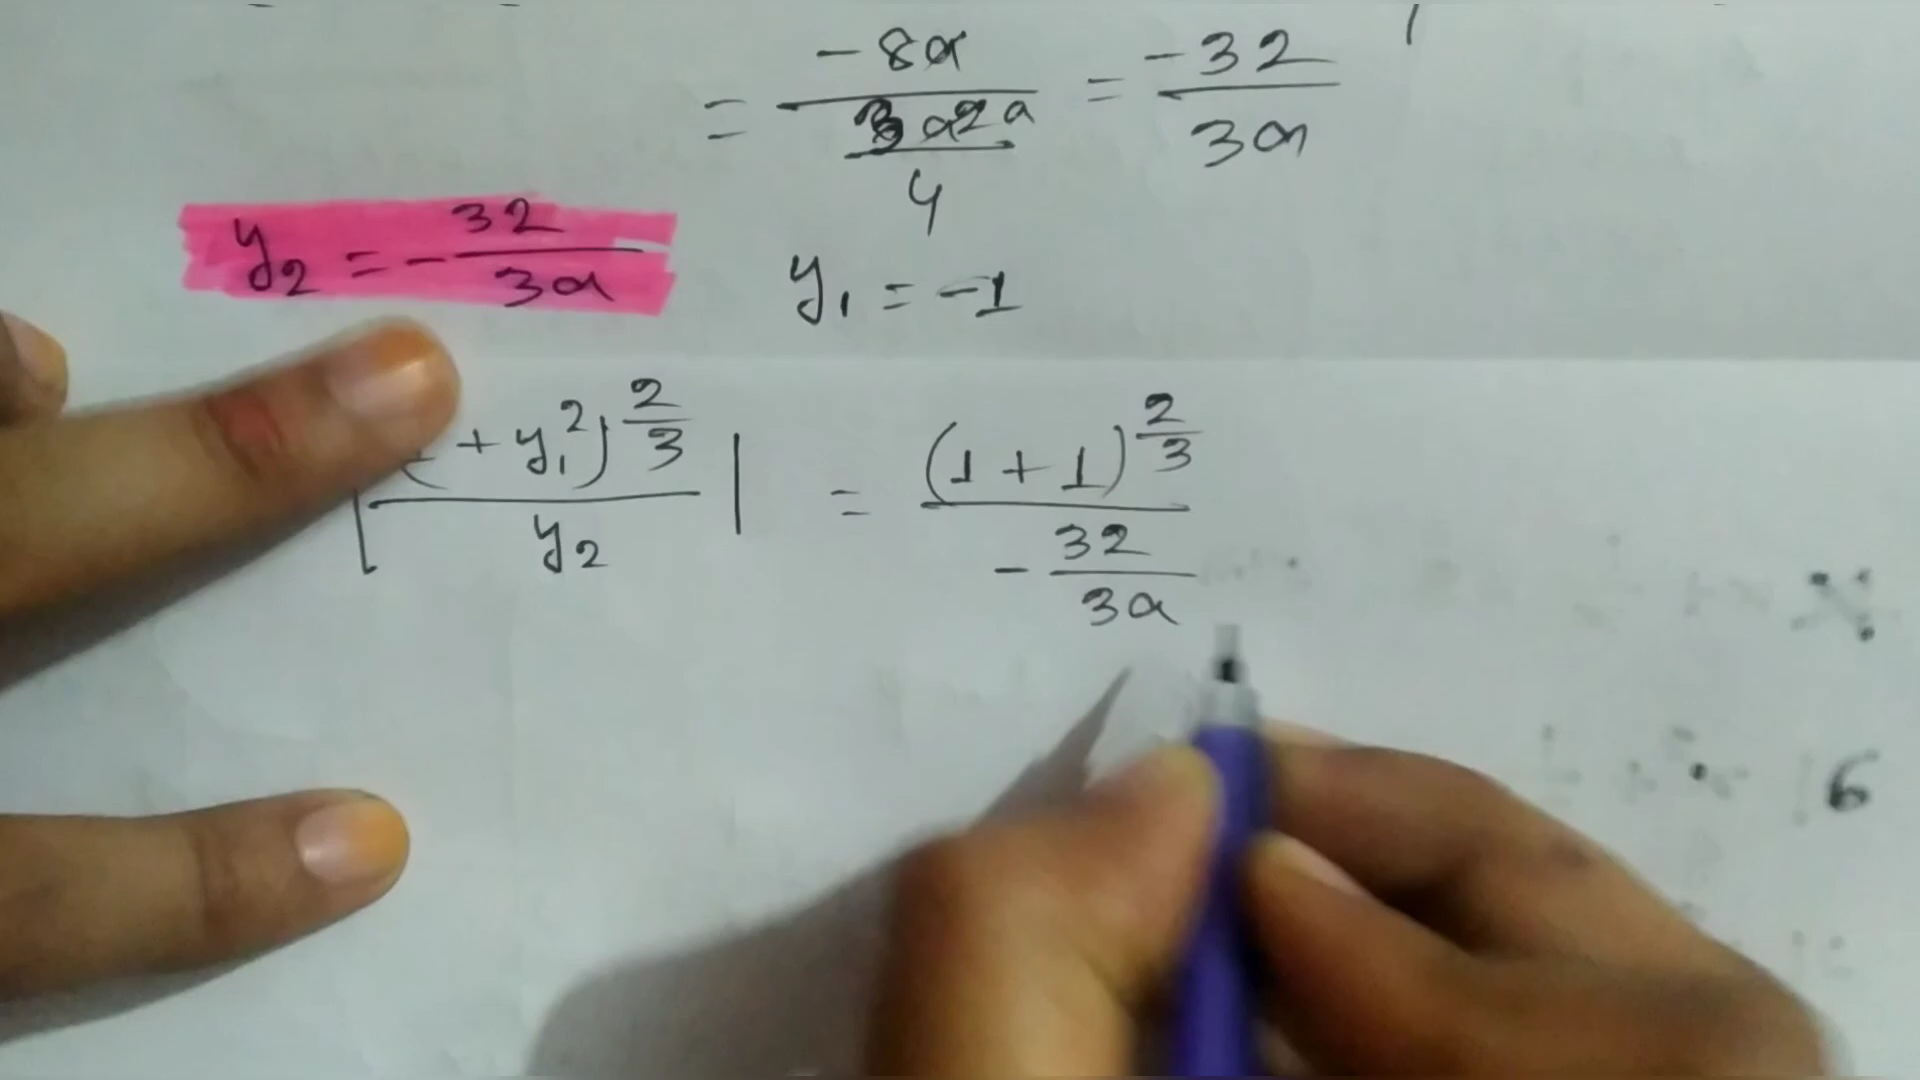 = -8a / (3a2a / 4) = -32 / 3a
y₂ = - 32 / 3a    y₁ = -1
| ( + y₁²)^(2/3) / y₂ | = (1 + 1)^(2/3) / - 32 / 3a
6